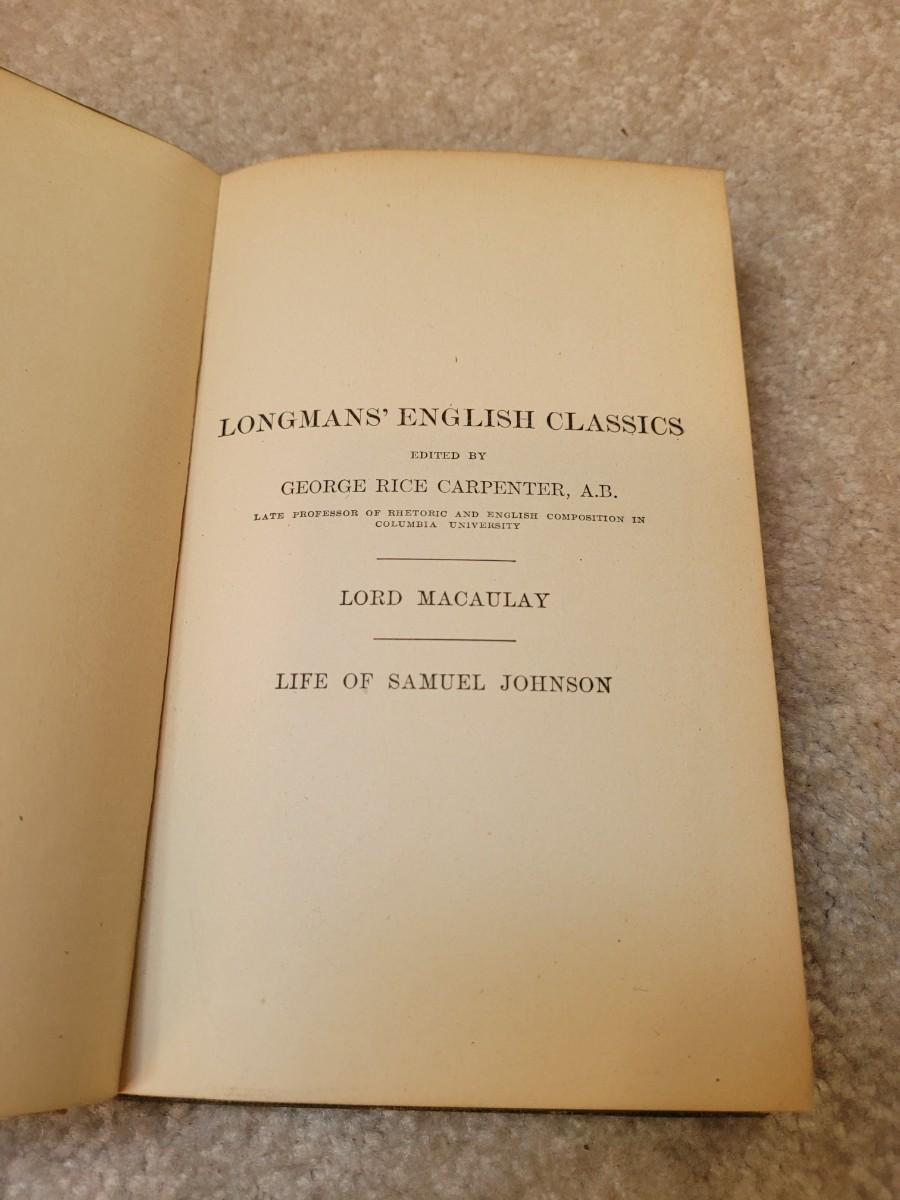 LONGMANS' ENGLISH CLASSICS
EDITED BY
GEORGE RICE CARPENTER, A.B.
LATE PROFESSOR OF RHETORIC AND ENGLISH COMPOSITION IN
COLUMBIA UNIVERSITY
LORD MACAULAY
LIFE OF SAMUEL JOHNSON